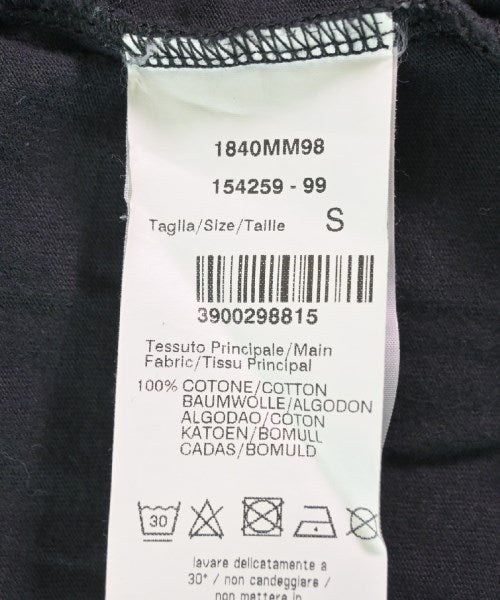 1840MM98
154259 - 99
Taglia/Size/Taille S
3900298815
Tessuto Principale/Main
Fabric/Tissu Principal
100% COTONE/COTTON
BAUMWOLLE/ALGODON
ALGODAO/COTON
KATOEN/BOMULL
CADAS/BOMULD
30
lavare delicatamente a
30° / non candeggiare /
non mettere in